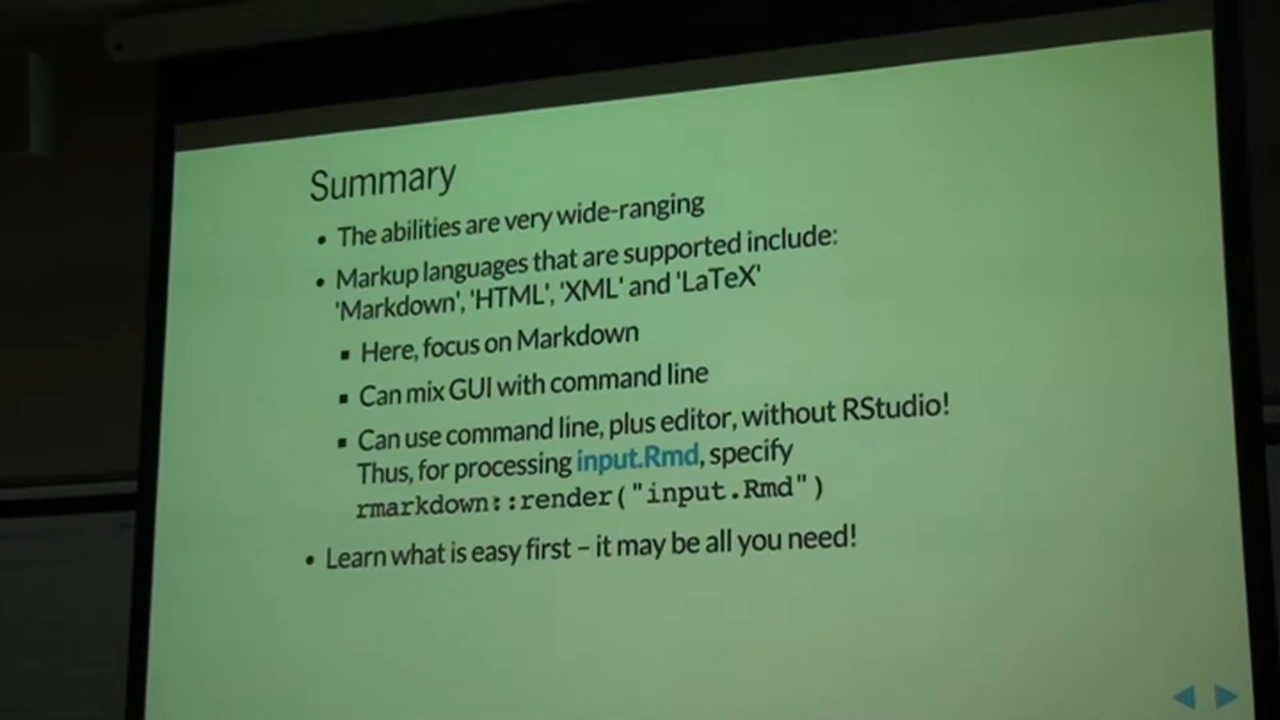 Summary
• The abilities are very wide-ranging
• Markup languages that are supported include:
'Markdown', 'HTML', 'XML' and 'LaTeX'
▪ Here, focus on Markdown
▪ Can mix GUI with command line
▪ Can use command line, plus editor, without RStudio!
Thus, for processing input.Rmd, specify
rmarkdown::render("input.Rmd")
• Learn what is easy first – it may be all you need!